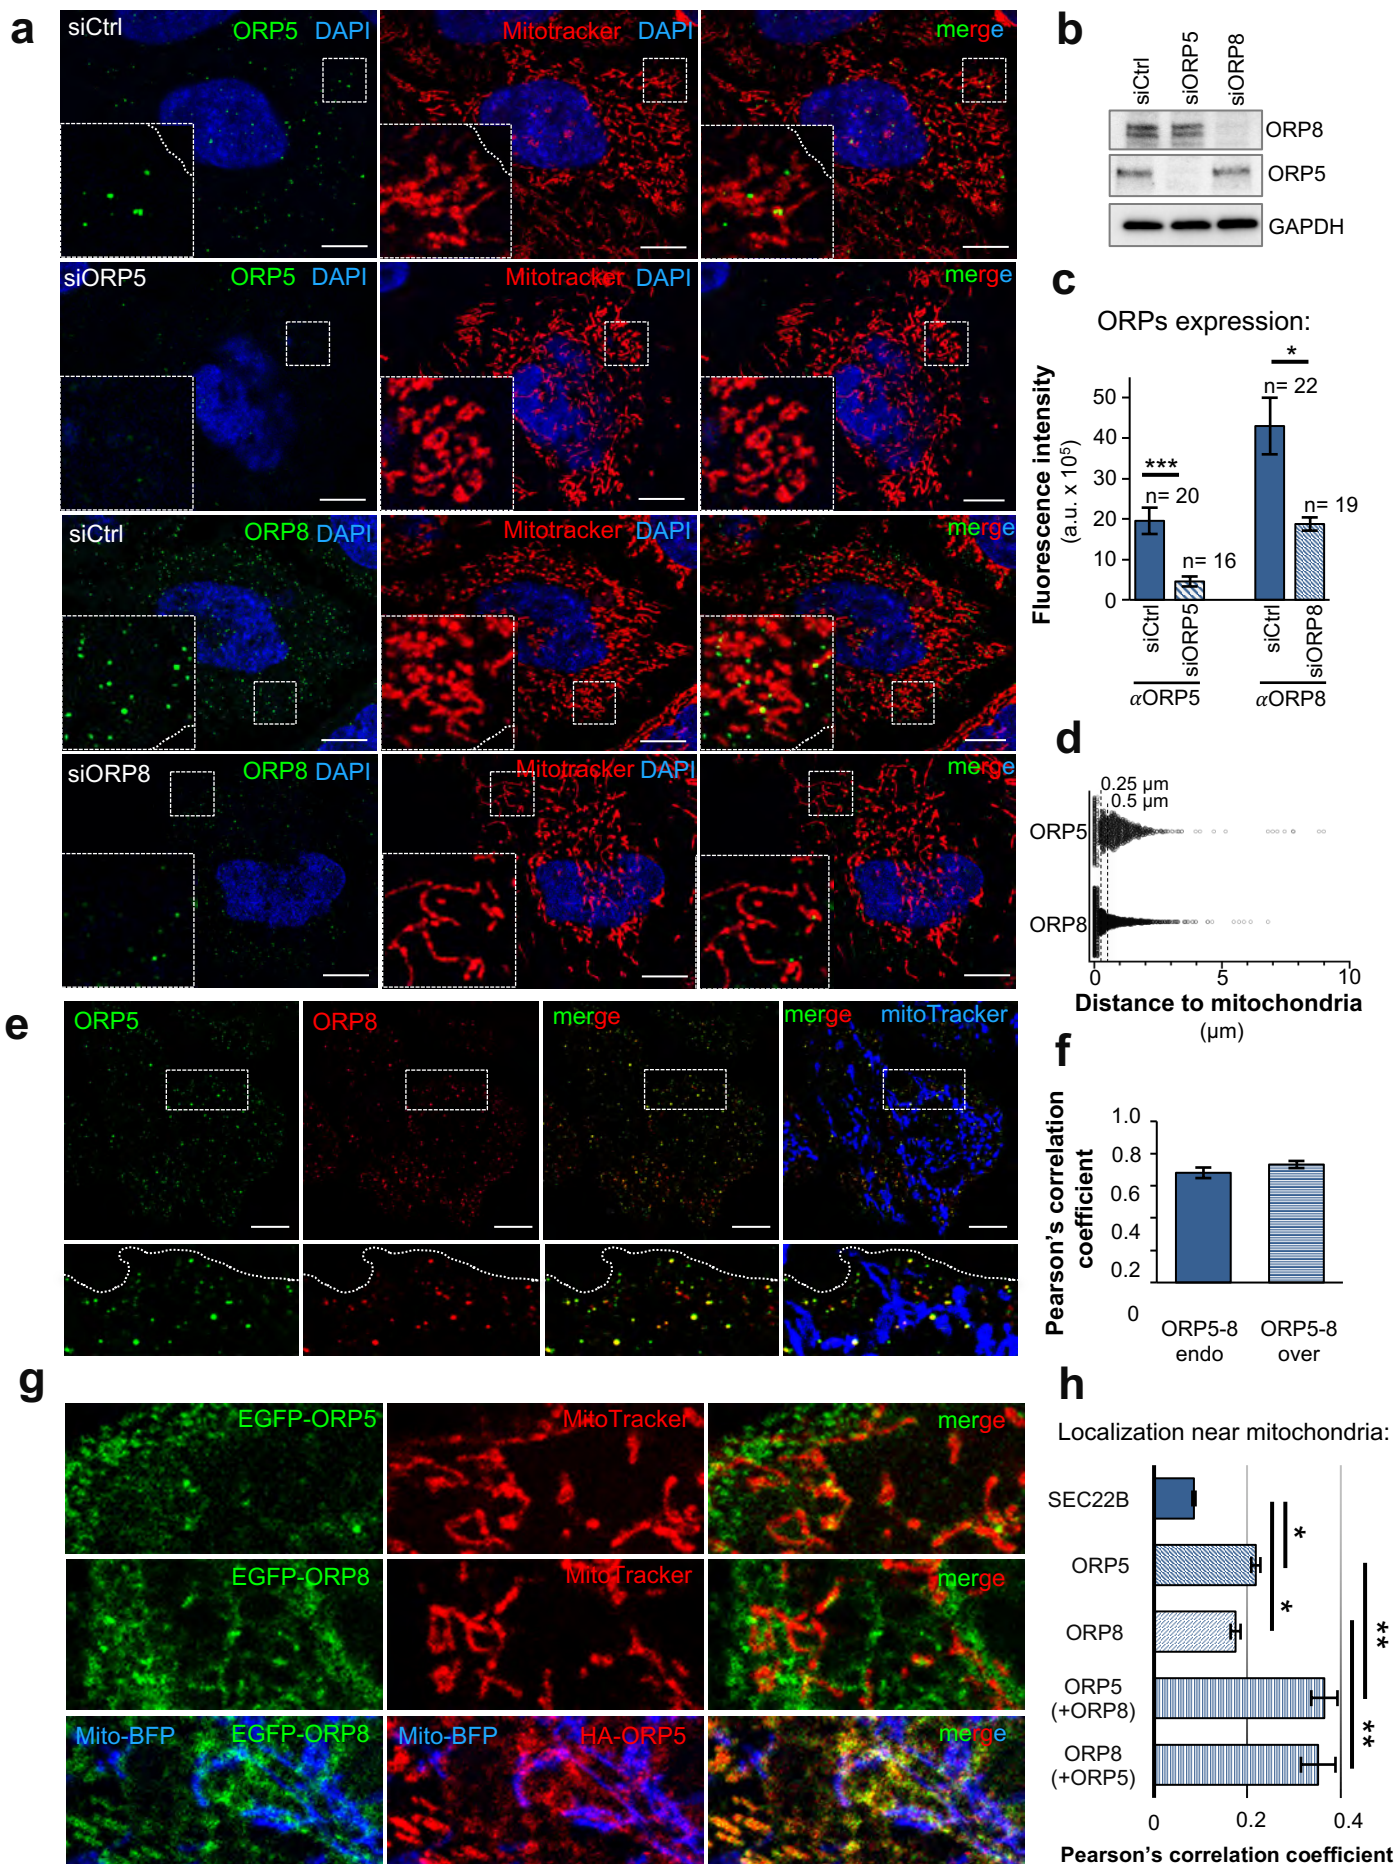 a
siCtrl
ORP5 DAPI
Mitotracker DAPI
merge
siORP5
ORP5 DAPI
Mitotracker DAPI
merge
siCtrl
ORP8 DAPI
Mitotracker DAPI
merge
siORP8
ORP8 DAPI
Mitotracker DAPI
merge
b
siCtrl
siORP5
siORP8
ORP8
ORP5
GAPDH
c
ORPs expression:
Fluorescence intensity
(a.u. x 10⁵)
50
40
30
20
10
0
***
n= 20
n= 16
*
n= 22
n= 19
siCtrl
siORP5
siCtrl
siORP8
αORP5
αORP8
d
0.25 µm
0.5 µm
ORP5
ORP8
0
5
10
Distance to mitochondria
(µm)
e
ORP5
ORP8
merge
merge mitoTracker
f
Pearson's correlation
coefficient
1.0
0.8
0.6
0.4
0.2
0
ORP5-8
endo
ORP5-8
over
g
EGFP-ORP5
MitoTracker
merge
EGFP-ORP8
MitoTracker
merge
Mito-BFP EGFP-ORP8
Mito-BFP HA-ORP5
merge
h
Localization near mitochondria:
SEC22B
ORP5
ORP8
ORP5
(+ORP8)
ORP8
(+ORP5)
*
*
**
**
0
0.2
0.4
Pearson's correlation coefficient